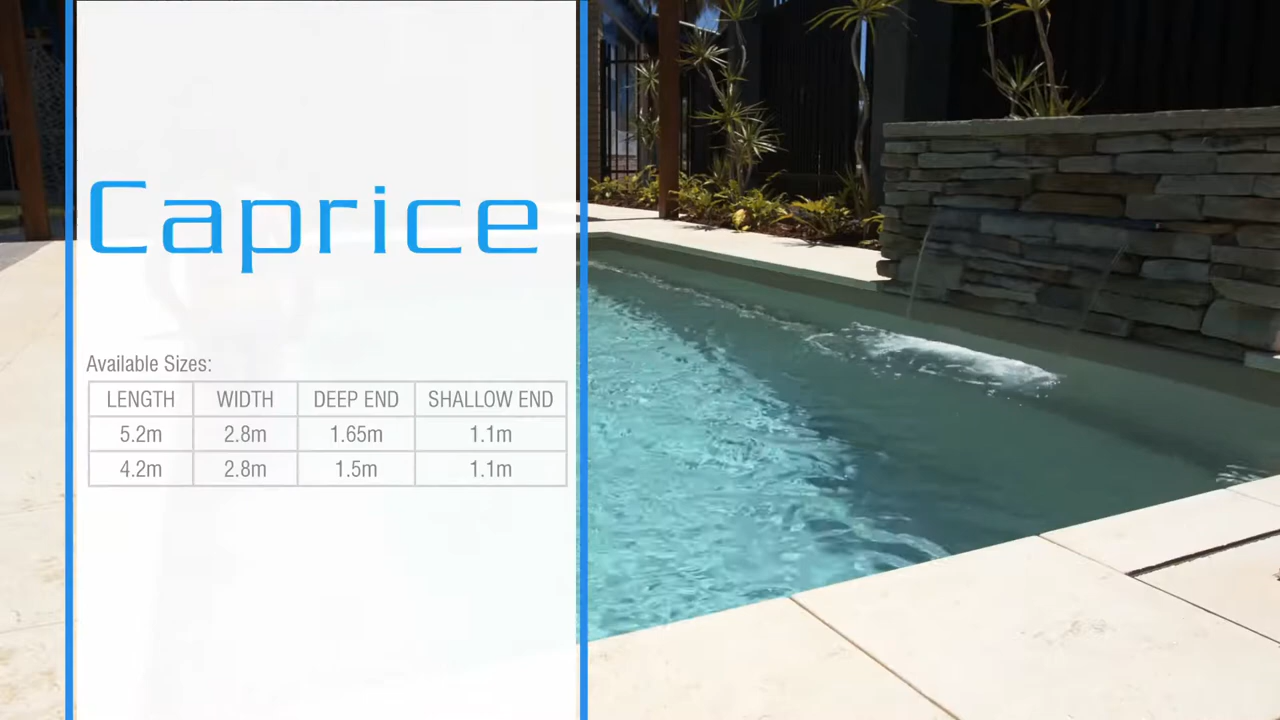 Caprice
Available Sizes:
LENGTH WIDTH DEEP END SHALLOW END
5.2m 2.8m 1.65m 1.1m
4.2m 2.8m 1.5m 1.1m